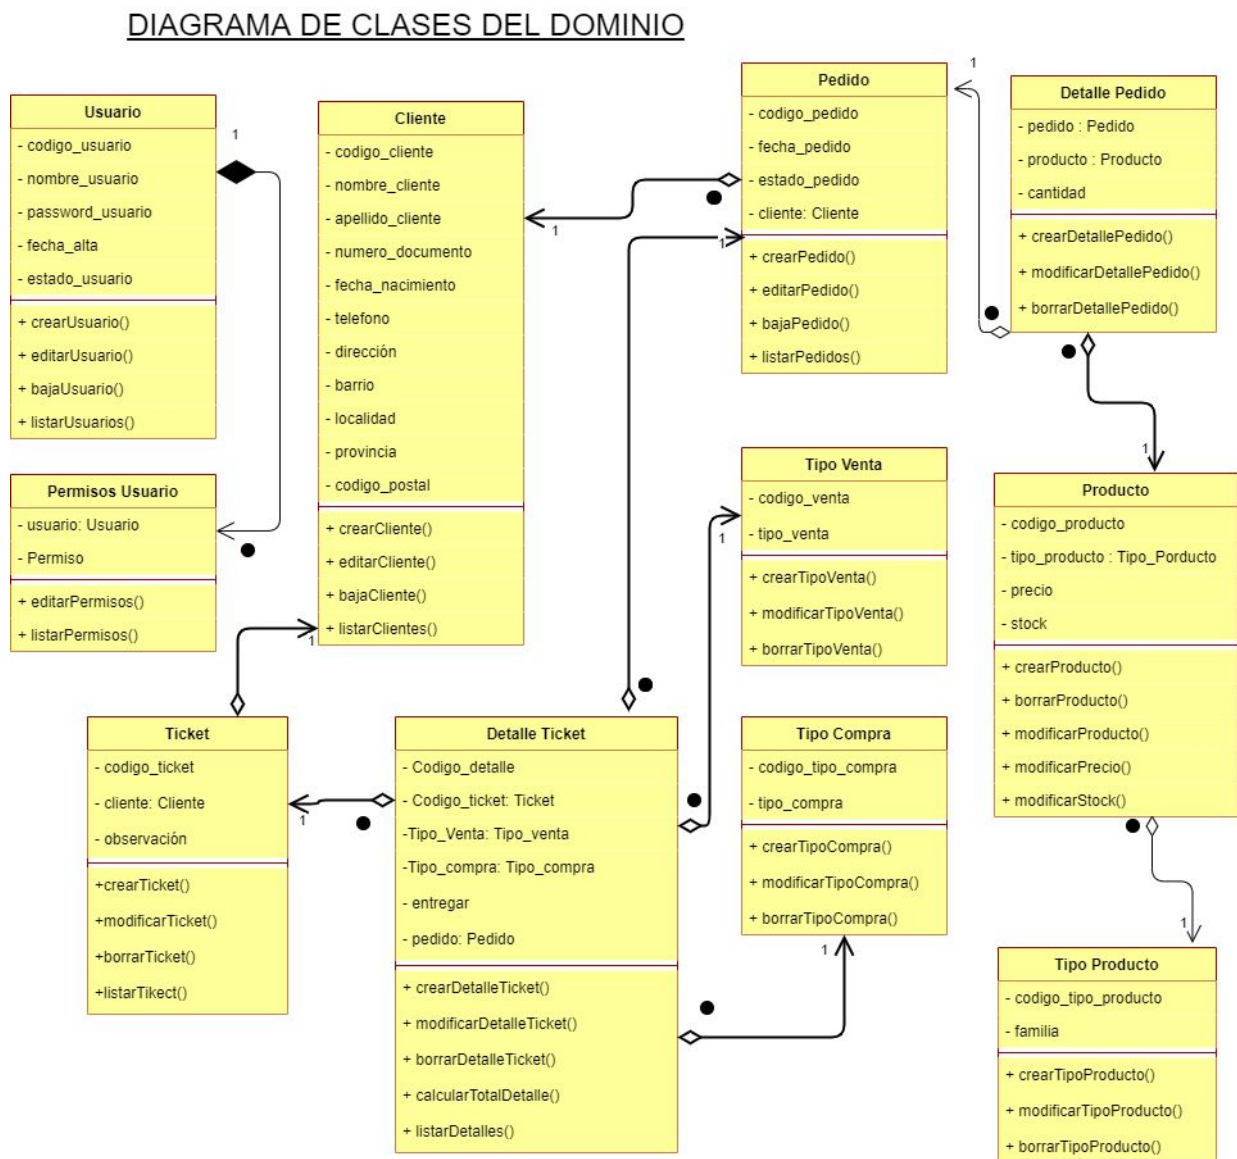 DIAGRAMA DE CLASES DEL DOMINIO
Usuario
- codigo_usuario
- nombre_usuario
- password_usuario
- fecha_alta
- estado_usuario
+ crearUsuario()
+ editarUsuario()
+ bajaUsuario()
+ listarUsuarios()
1
Permisos Usuario
- usuario: Usuario
- Permiso
+ editarPermisos()
+ listarPermisos()
Cliente
- codigo_cliente
- nombre_cliente
- apellido_cliente
- numero_documento
- fecha_nacimiento
- telefono
- dirección
- barrio
- localidad
- provincia
- codigo_postal
+ crearCliente()
+ editarCliente()
+ bajaCliente()
+ listarClientes()
1
1
Pedido
- codigo_pedido
- fecha_pedido
- estado_pedido
- cliente: Cliente
+ crearPedido()
+ editarPedido()
+ bajaPedido()
+ listarPedidos()
1
1
Detalle Pedido
- pedido : Pedido
- producto : Producto
- cantidad
+ crearDetallePedido()
+ modificarDetallePedido()
+ borrarDetallePedido()
Tipo Venta
- codigo_venta
- tipo_venta
+ crearTipoVenta()
+ modificarTipoVenta()
+ borrarTipoVenta()
1
Producto
- codigo_producto
- tipo_producto : Tipo_Porducto
- precio
- stock
+ crearProducto()
+ borrarProducto()
+ modificarProducto()
+ modificarPrecio()
+ modificarStock()
1
Ticket
- codigo_ticket
- cliente: Cliente
- observación
+crearTicket()
+modificarTicket()
+borrarTicket()
+listarTikect()
1
Detalle Ticket
- Codigo_detalle
- Codigo_ticket: Ticket
-Tipo_Venta: Tipo_venta
-Tipo_compra: Tipo_compra
- entregar
- pedido: Pedido
+ crearDetalleTicket()
+ modificarDetalleTicket()
+ borrarDetalleTicket()
+ calcularTotalDetalle()
+ listarDetalles()
Tipo Compra
- codigo_tipo_compra
- tipo_compra
+ crearTipoCompra()
+ modificarTipoCompra()
+ borrarTipoCompra()
1
Tipo Producto
- codigo_tipo_producto
- familia
+ crearTipoProducto()
+ modificarTipoProducto()
+ borrarTipoProducto()
1